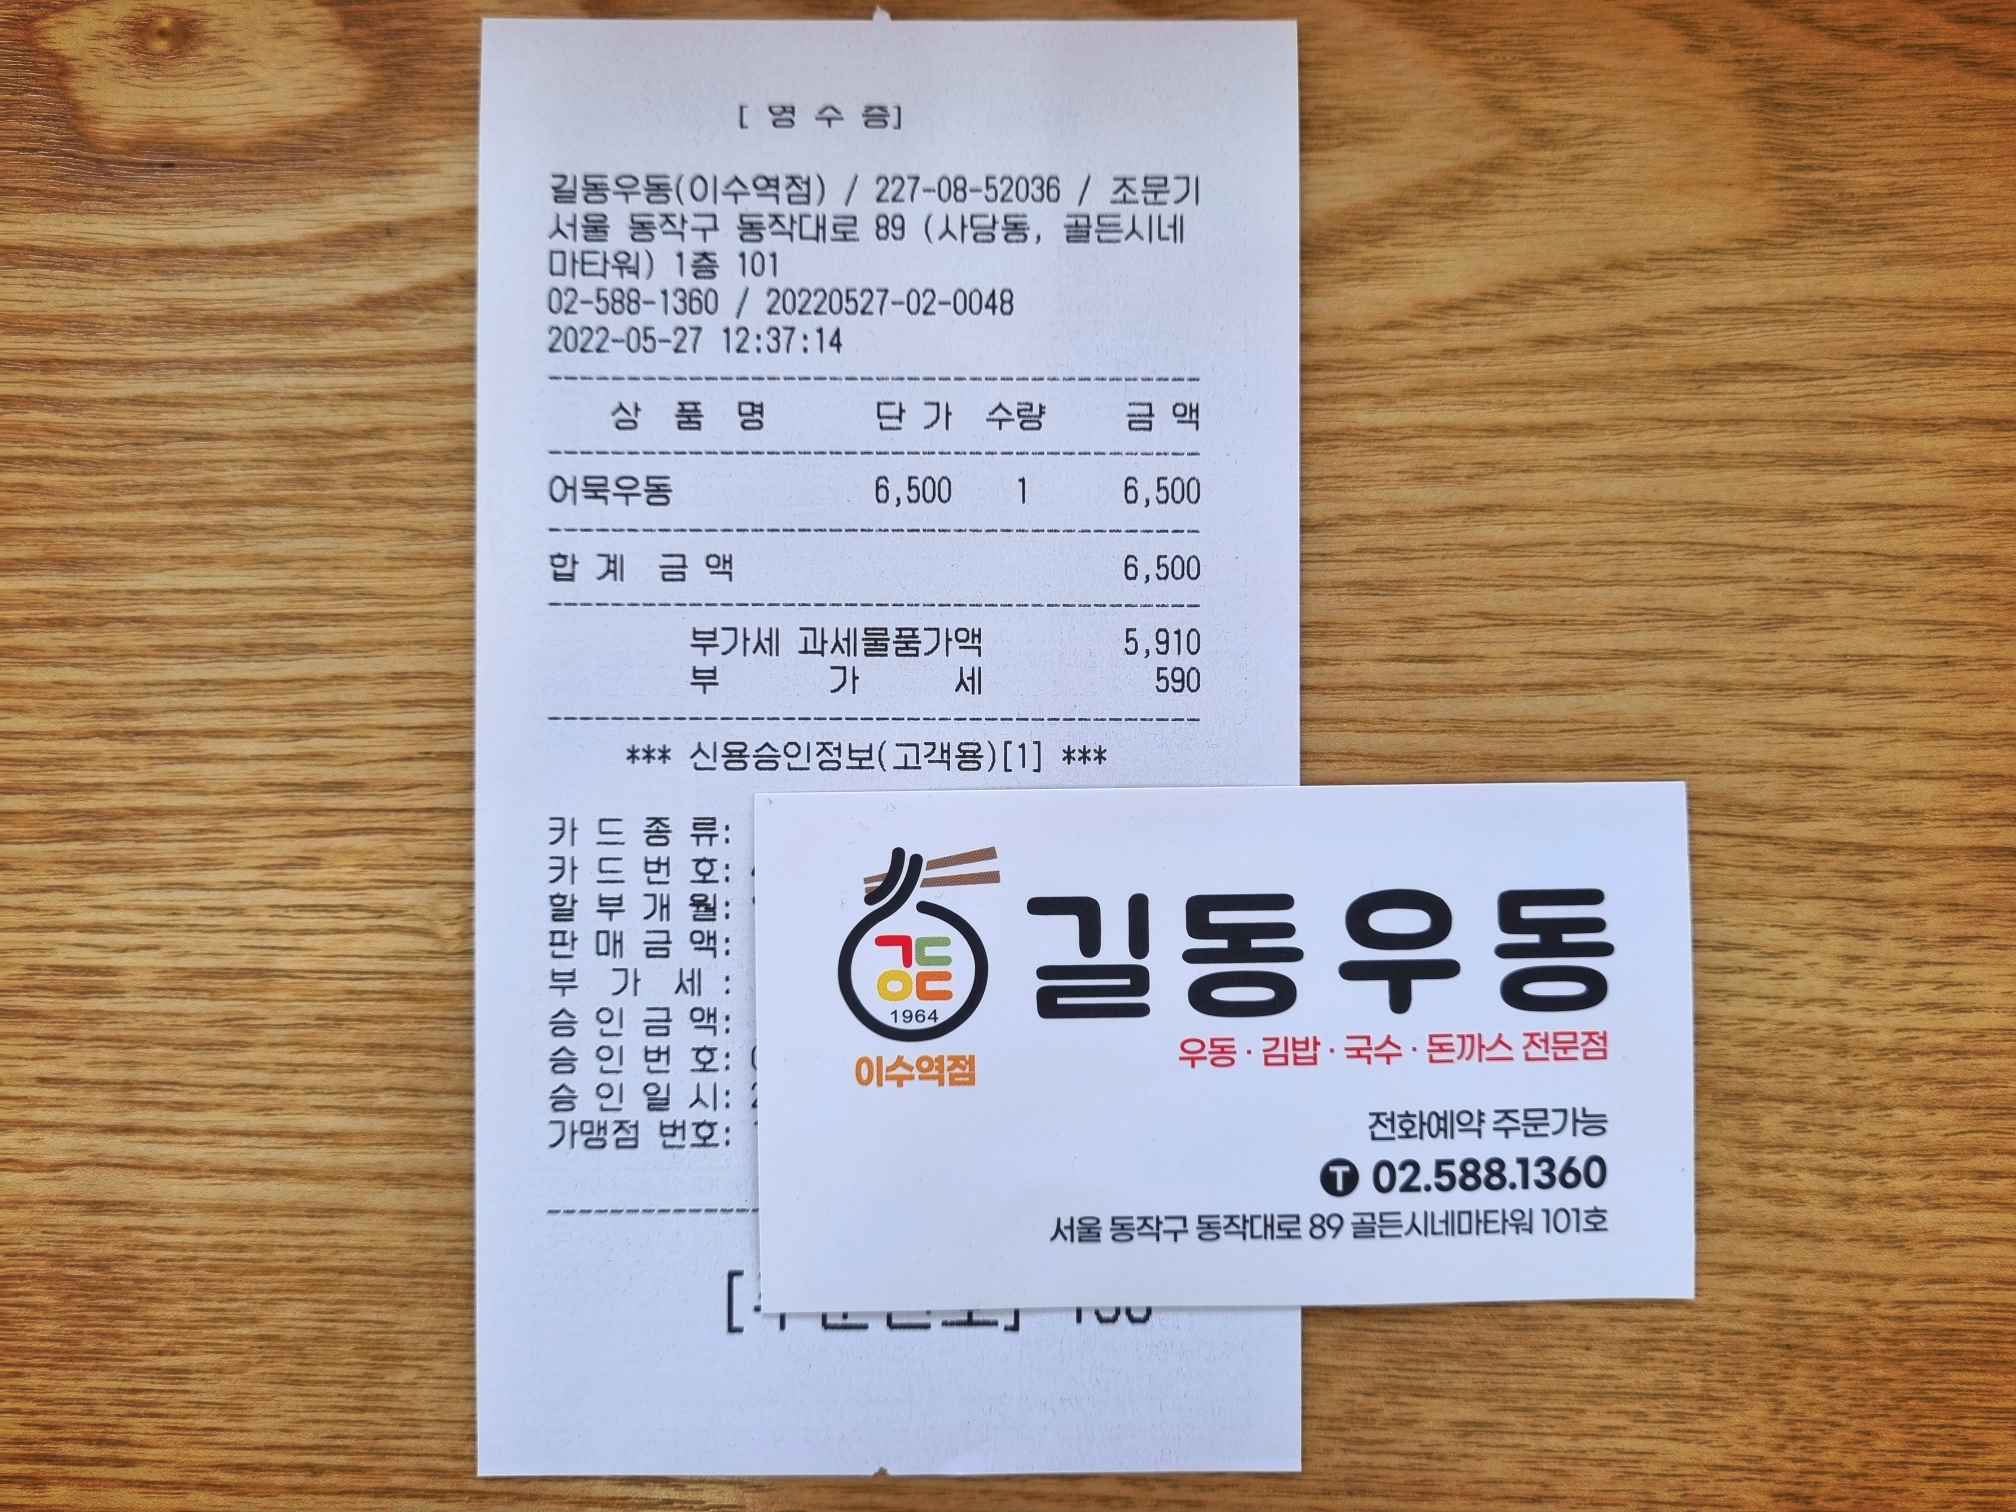 [ 영 수 증]
길동우동(이수역점) / 227-08-52036 / 조문기
서울 동작구 동작대로 89 (사당동, 골든시네
마타워) 1층 101
02-588-1360 / 20220527-02-0048
2022-05-27 12:37:14
상 품 명 단 가 수량 금 액
어묵우동 6,500 1 6,500
합 계 금 액 6,500
부가세 과세물품가액 5,910
부 가 세 590
*** 신용승인정보(고객용)[1] ***
카 드 종 류:
카 드 번 호:
할 부 개 월:
판 매 금 액:
부 가 세 :
승 인 금 액:
승 인 번 호:
승 인 일 시:
가맹점 번호:
길동
1964
이수역점
길동우동
우동 · 김밥 · 국수 · 돈까스 전문점
전화예약 주문가능
T 02.588.1360
서울 동작구 동작대로 89 골든시네마타워 101호